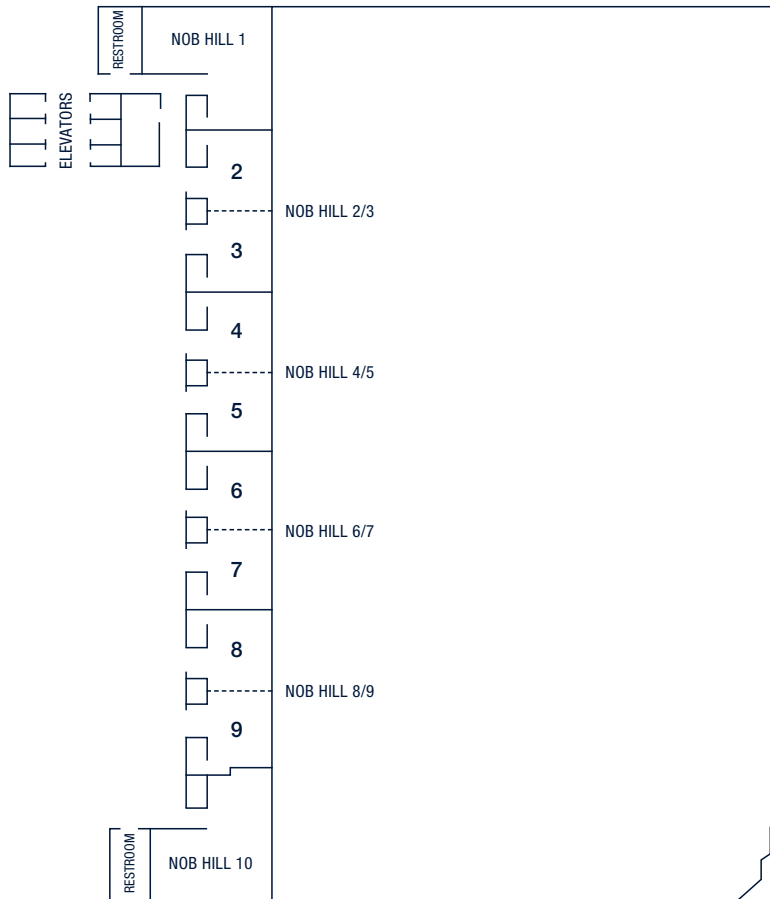 RESTROOM
NOB HILL 1
ELEVATORS
2
NOB HILL 2/3
3
4
NOB HILL 4/5
5
6
NOB HILL 6/7
7
8
NOB HILL 8/9
9
RESTROOM
NOB HILL 10